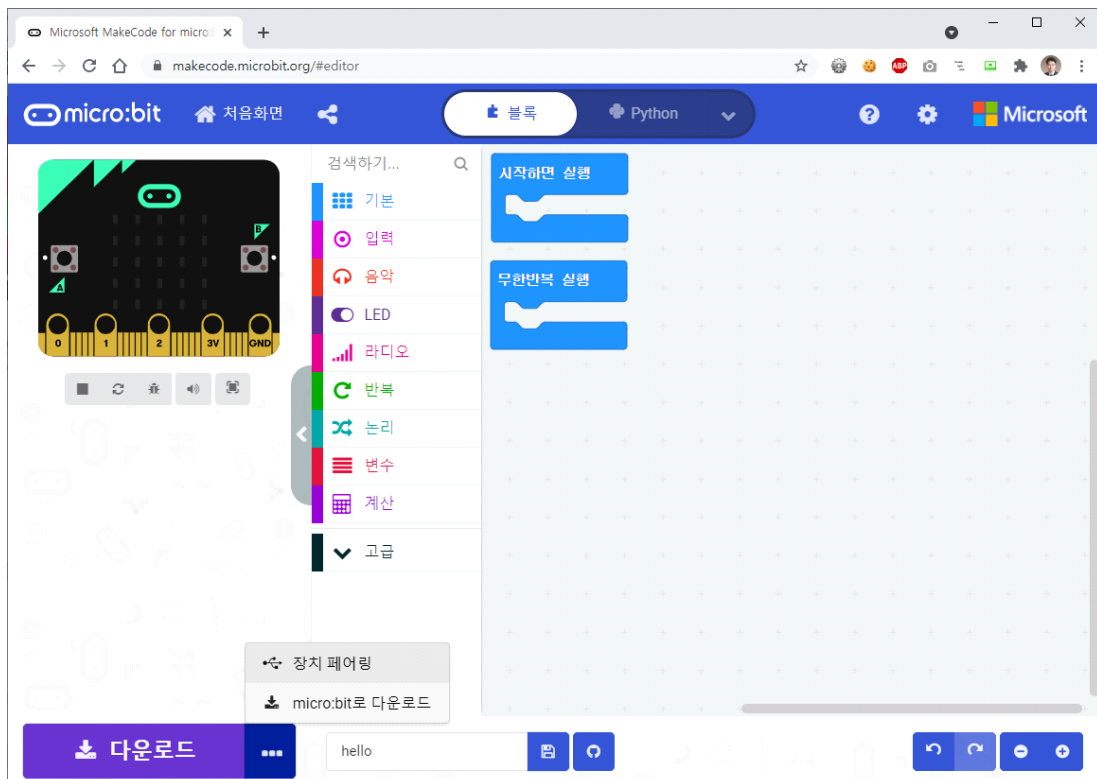 Microsoft MakeCode for micro:b
makecode.microbit.org/#editor
ABP
micro:bit
처음화면
블록
Python
Microsoft
검색하기...
기본
입력
음악
LED
라디오
반복
논리
변수
계산
고급
시작하면 실행
무한반복 실행
B
A
0
1
2
3V
GND
장치 페어링
micro:bit로 다운로드
다운로드
hello